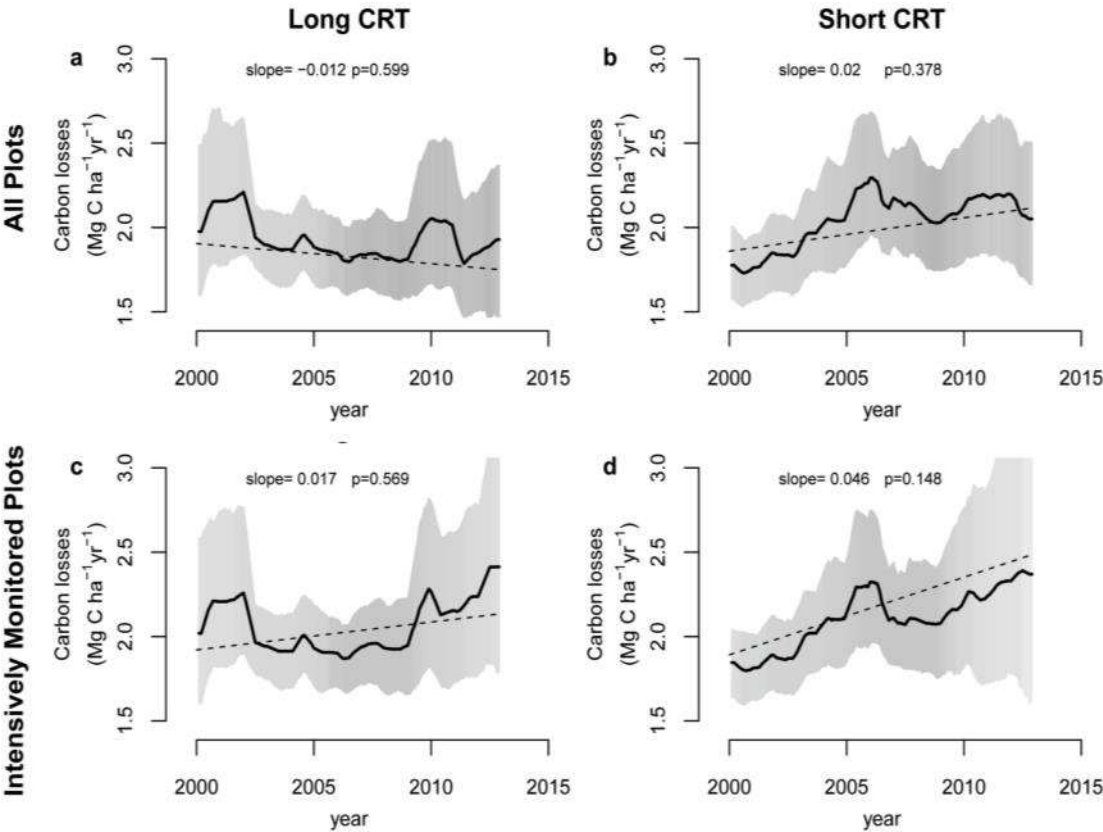 Long CRT
Short CRT
All Plots
a
slope= −0.012 p=0.599
Carbon losses
(Mg C ha−1yr−1)
3.0
2.5
2.0
1.5
2000 2005 2010 2015
year
b
slope= 0.02 p=0.378
Carbon losses
(Mg C ha−1yr−1)
3.0
2.5
2.0
1.5
2000 2005 2010 2015
year
Intensively Monitored Plots
c
slope= 0.017 p=0.569
Carbon losses
(Mg C ha−1yr−1)
3.0
2.5
2.0
1.5
2000 2005 2010 2015
year
d
slope= 0.046 p=0.148
Carbon losses
(Mg C ha−1yr−1)
3.0
2.5
2.0
1.5
2000 2005 2010 2015
year